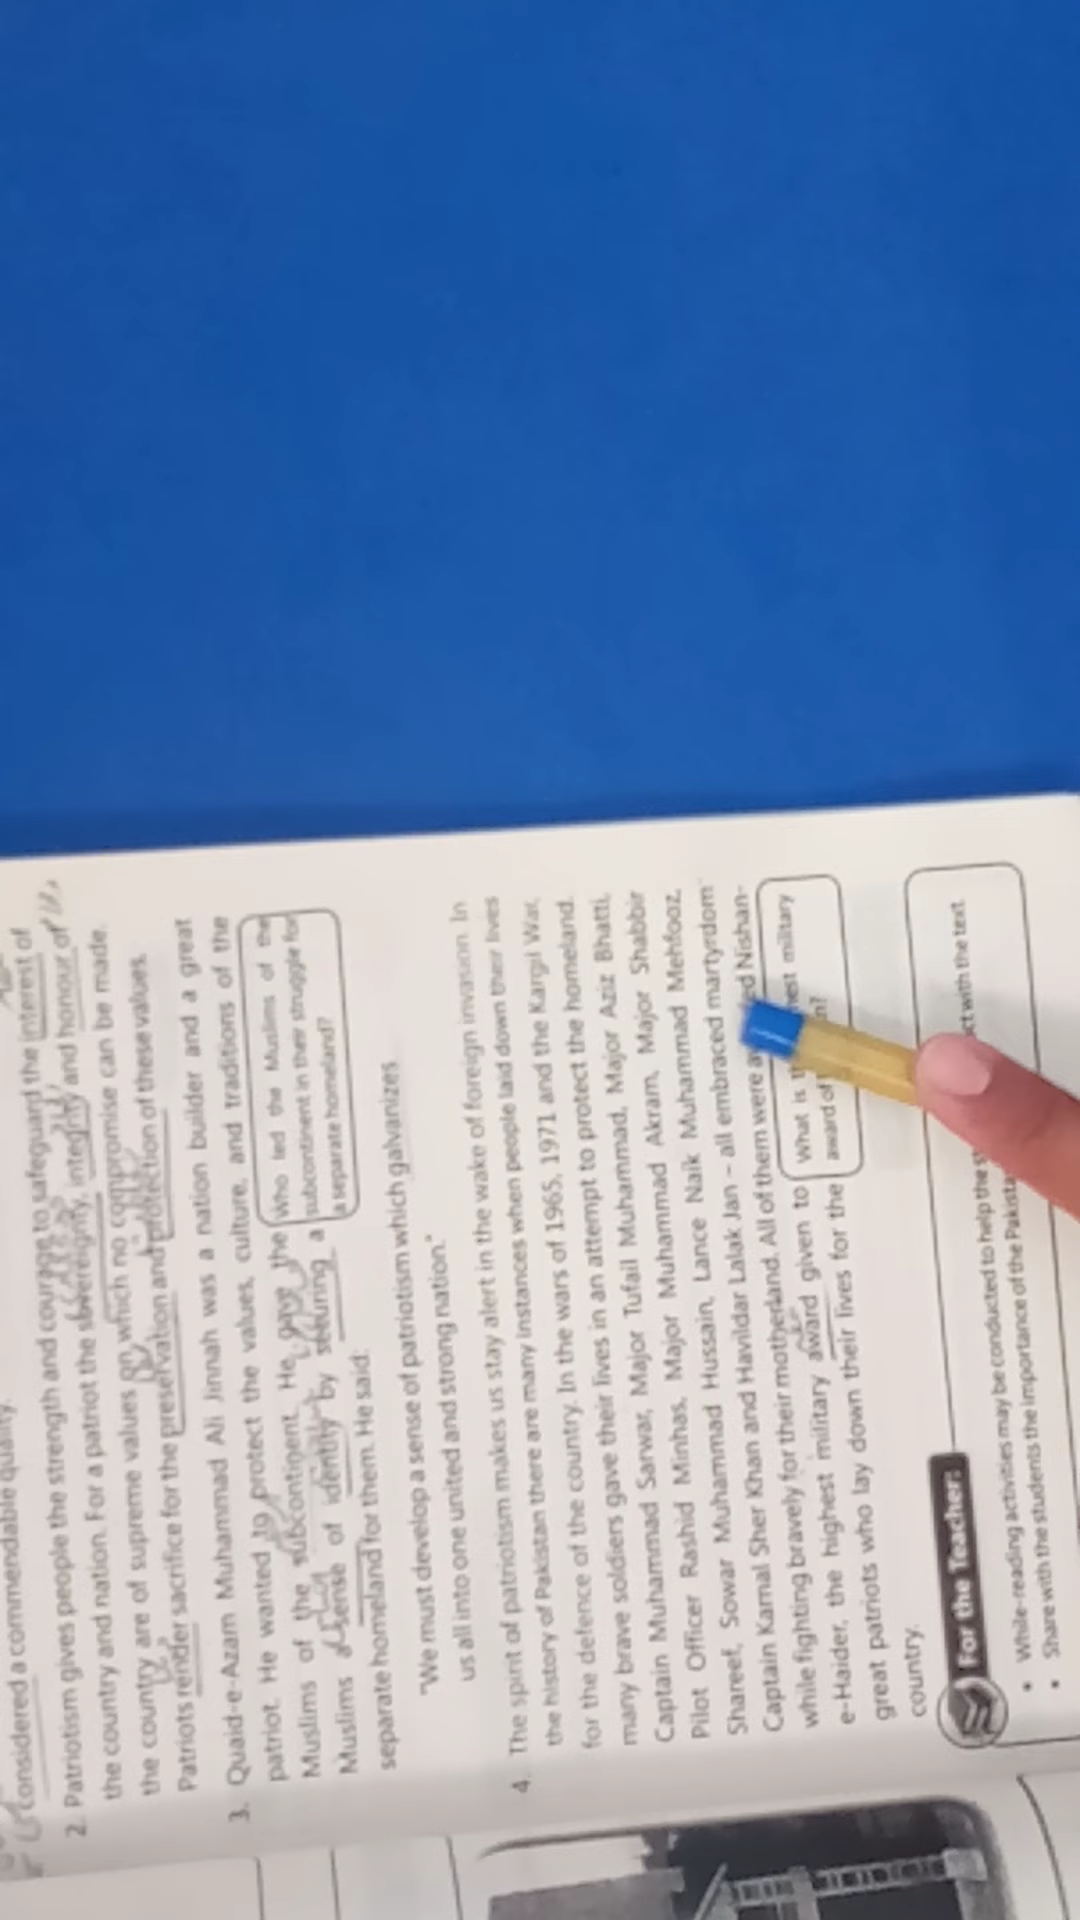 considered a commendable quality.
2. Patriotism gives people the strength and courage to safeguard the interest of
the country and nation. For a patriot the sovereignty, integrity and honour of
the country are of supreme values on which no compromise can be made.
Patriots render sacrifice for the preservation and protection of these values.
3. Quaid-e-Azam Muhammad Ali Jinnah was a nation builder and a great
patriot. He wanted to protect the values, culture, and traditions of the
Muslims of the subcontinent. He gave the
Muslims a sense of identity by securing a
separate homeland for them. He said:
Who led the Muslims of the
subcontinent in their struggle for
a separate homeland?
"We must develop a sense of patriotism which galvanizes
us all into one united and strong nation."
4. The spirit of patriotism makes us stay alert in the wake of foreign invasion. In
the history of Pakistan there are many instances when people laid down their lives
for the defence of the country. In the wars of 1965, 1971 and the Kargil War,
many brave soldiers gave their lives in an attempt to protect the homeland.
Captain Muhammad Sarwar, Major Tufail Muhammad, Major Aziz Bhatti,
Pilot Officer Rashid Minhas, Major Muhammad Akram, Major Shabbir
Shareef, Sowar Muhammad Hussain, Lance Naik Muhammad Mehfooz,
Captain Karnal Sher Khan and Havildar Lalak Jan – all embraced martyrdom
while fighting bravely for their motherland. All of them were Nishan-
e-Haider, the highest military award given to
great patriots who lay down their lives for the
country.
What is military
award of
For the Teacher:
• While-reading activities may be conducted to help the with the text.
• Share with the students the importance of the